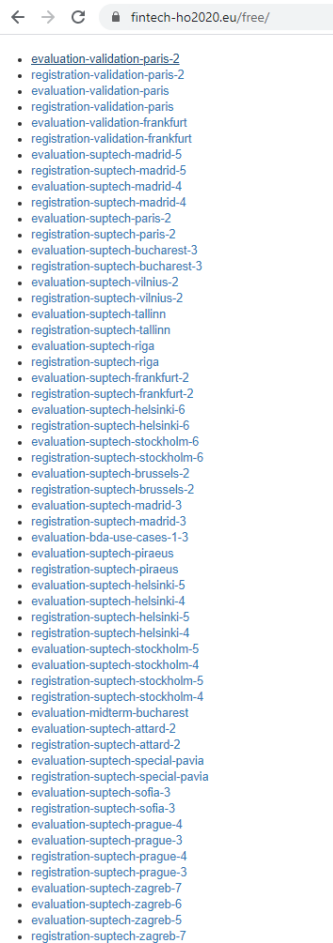 fintech-ho2020.eu/free/
evaluation-validation-paris-2
registration-validation-paris-2
evaluation-validation-paris
registration-validation-paris
evaluation-validation-frankfurt
registration-validation-frankfurt
evaluation-suptech-madrid-5
registration-suptech-madrid-5
evaluation-suptech-madrid-4
registration-suptech-madrid-4
evaluation-suptech-paris-2
registration-suptech-paris-2
evaluation-suptech-bucharest-3
registration-suptech-bucharest-3
evaluation-suptech-vilnius-2
registration-suptech-vilnius-2
evaluation-suptech-tallinn
registration-suptech-tallinn
evaluation-suptech-riga
registration-suptech-riga
evaluation-suptech-frankfurt-2
registration-suptech-frankfurt-2
evaluation-suptech-helsinki-6
registration-suptech-helsinki-6
evaluation-suptech-stockholm-6
registration-suptech-stockholm-6
evaluation-suptech-brussels-2
registration-suptech-brussels-2
evaluation-suptech-madrid-3
registration-suptech-madrid-3
evaluation-bda-use-cases-1-3
evaluation-suptech-piraeus
registration-suptech-piraeus
evaluation-suptech-helsinki-5
evaluation-suptech-helsinki-4
registration-suptech-helsinki-5
registration-suptech-helsinki-4
evaluation-suptech-stockholm-5
evaluation-suptech-stockholm-4
registration-suptech-stockholm-5
registration-suptech-stockholm-4
evaluation-midterm-bucharest
evaluation-suptech-attard-2
registration-suptech-attard-2
evaluation-suptech-special-pavia
registration-suptech-special-pavia
evaluation-suptech-sofia-3
registration-suptech-sofia-3
evaluation-suptech-prague-4
evaluation-suptech-prague-3
registration-suptech-prague-4
registration-suptech-prague-3
evaluation-suptech-zagreb-7
evaluation-suptech-zagreb-6
evaluation-suptech-zagreb-5
registration-suptech-zagreb-7